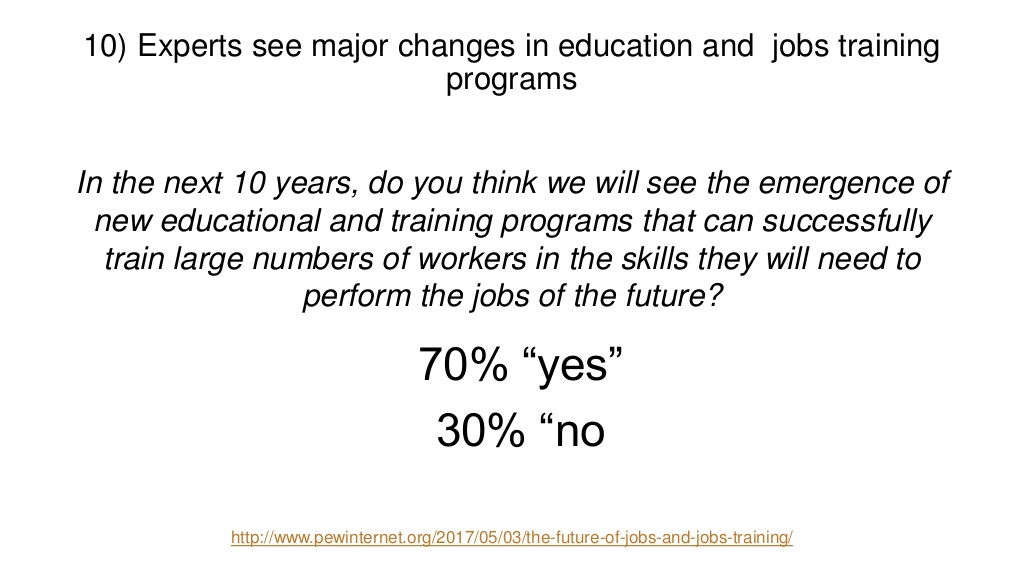 10) Experts see major changes in education and  jobs training
programs
In the next 10 years, do you think we will see the emergence of
new educational and training programs that can successfully
train large numbers of workers in the skills they will need to
perform the jobs of the future?
70% “yes”
30% “no
http://www.pewinternet.org/2017/05/03/the-future-of-jobs-and-jobs-training/